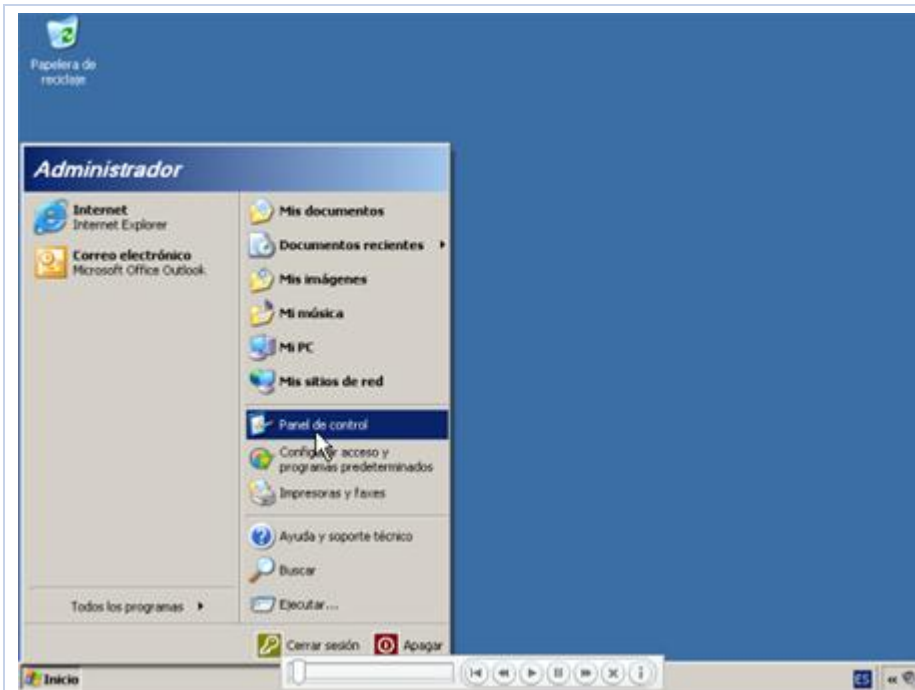 Papelera de
reciclaje
Administrador
Internet
Internet Explorer
Correo electrónico
Microsoft Office Outlook
Mis documentos
Documentos recientes
Mis imágenes
Mi música
Mi PC
Mis sitios de red
Panel de control
Configurar acceso y
programas predeterminados
Impresoras y faxes
Ayuda y soporte técnico
Buscar
Ejecutar...
Todos los programas
Cerrar sesión
Apagar
Inicio
ES